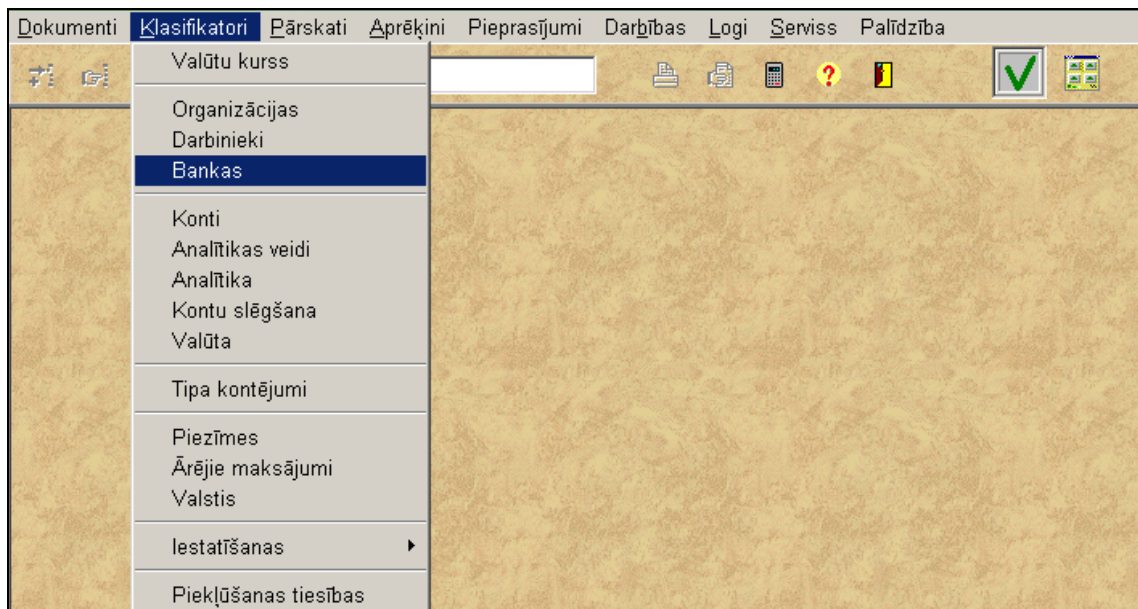 Dokumenti Klasifikatori Pārskati Aprēķini Pieprasījumi Darbības Logi Serviss Palīdzība
Valūtu kurss
Organizācijas
Darbinieki
Bankas
Konti
Analītikas veidi
Analītika
Kontu slēgšana
Valūta
Tipa kontējumi
Piezīmes
Ārējie maksājumi
Valstis
Iestatīšanas
Piekļūšanas tiesības